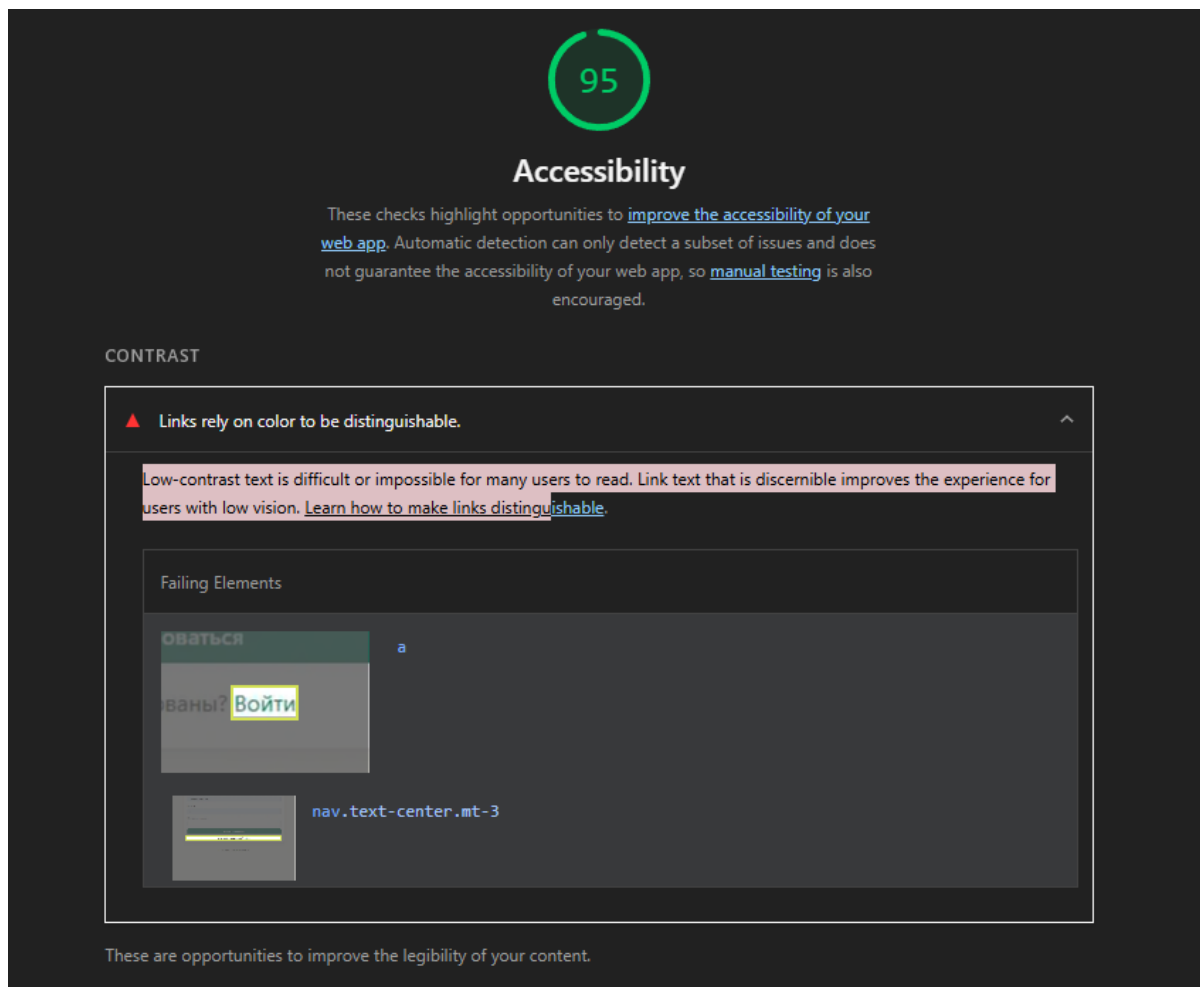 95
Accessibility
These checks highlight opportunities to improve the accessibility of your
web app. Automatic detection can only detect a subset of issues and does
not guarantee the accessibility of your web app, so manual testing is also
encouraged.
CONTRAST
Links rely on color to be distinguishable.
Low-contrast text is difficult or impossible for many users to read. Link text that is discernible improves the experience for
users with low vision. Learn how to make links distinguishable.
Failing Elements
оваться
a
ованы? Войти
nav.text-center.mt-3
These are opportunities to improve the legibility of your content.